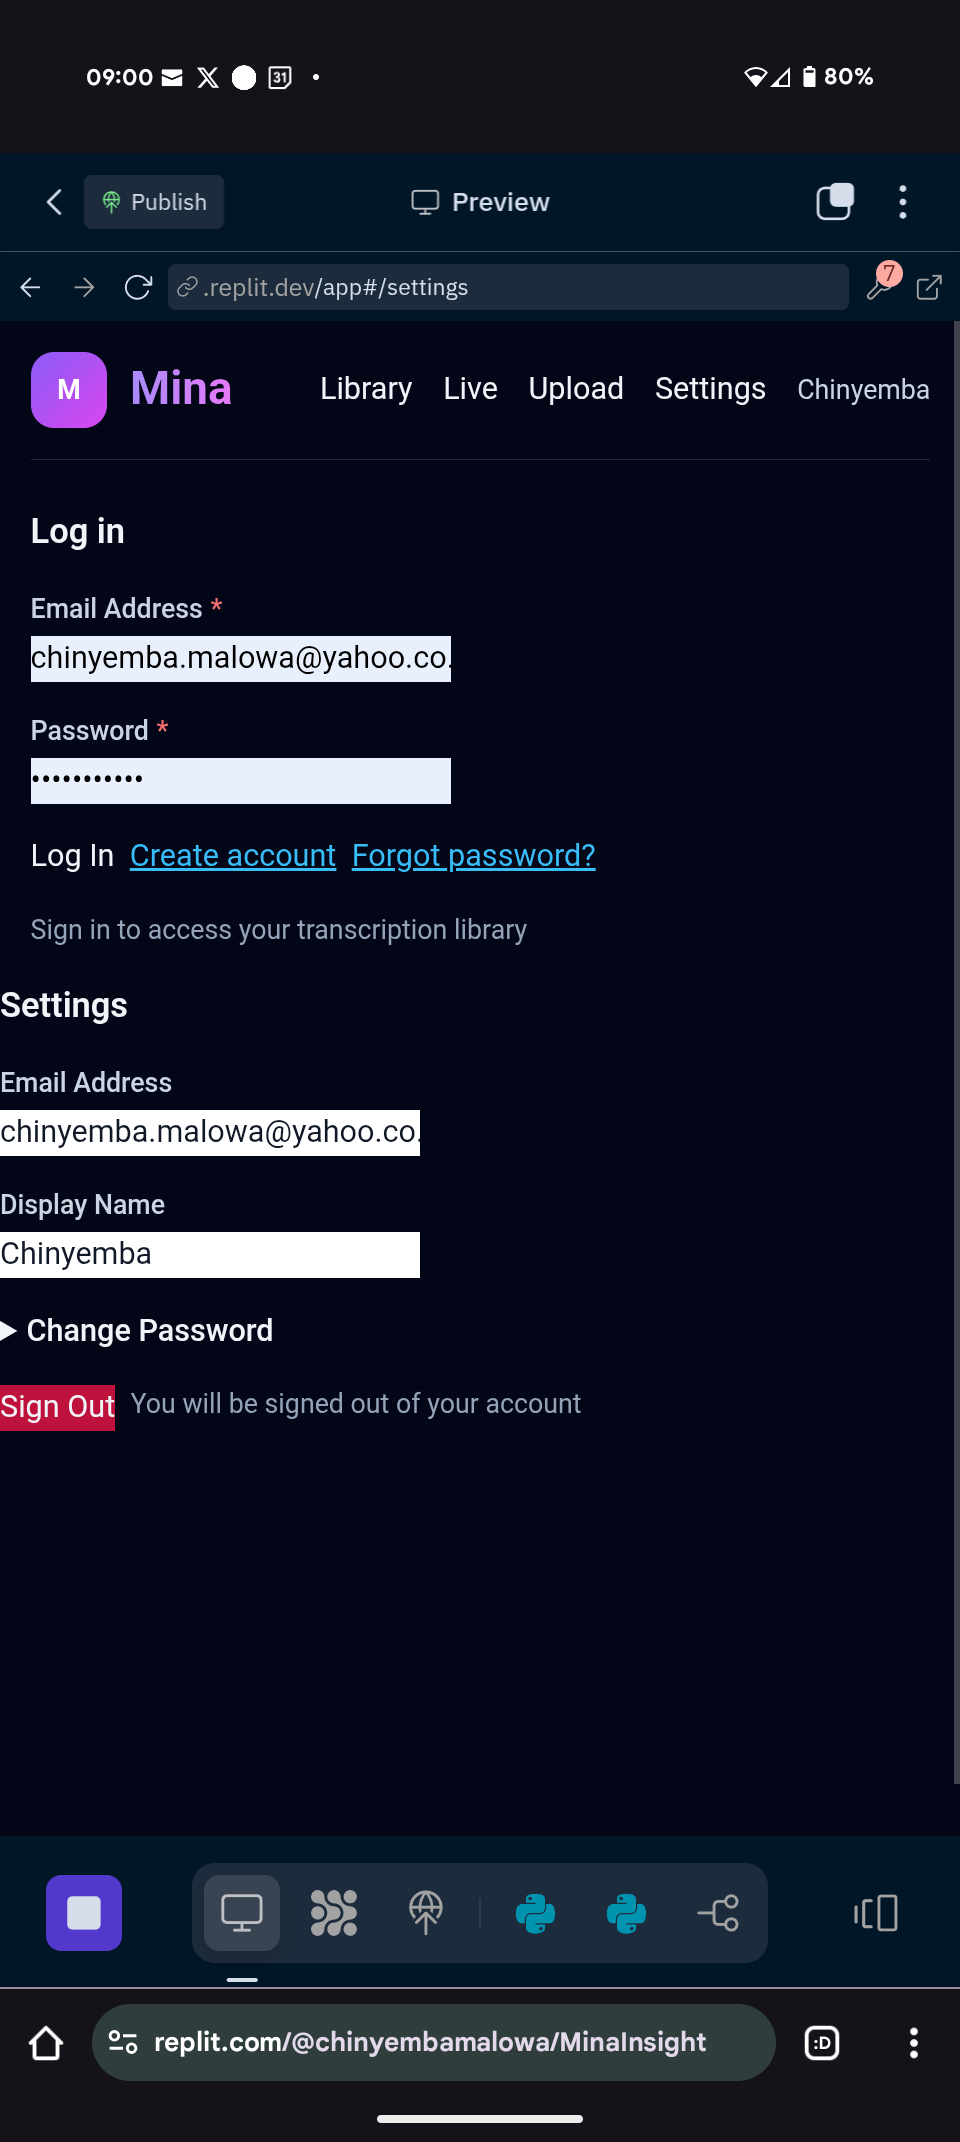 09:00
31
80%
Publish
Preview
.replit.dev/app#/settings
7
M
Mina
Library
Live
Upload
Settings
Chinyemba
Log in
Email Address *
chinyemba.malowa@yahoo.co.
Password *
•••••••••••
Log In
Create account
Forgot password?
Sign in to access your transcription library
Settings
Email Address
chinyemba.malowa@yahoo.co.
Display Name
Chinyemba
Change Password
Sign Out
You will be signed out of your account
replit.com/@chinyembamalowa/MinaInsight
:D